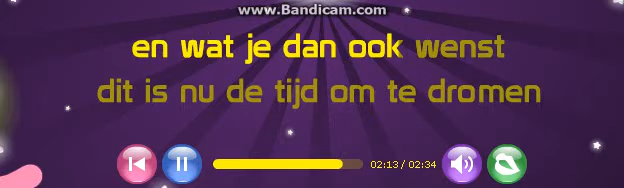 www.Bandicam.com
en wat je dan ook wenst
dit is nu de tijd om te dromen
02:13 / 02:34